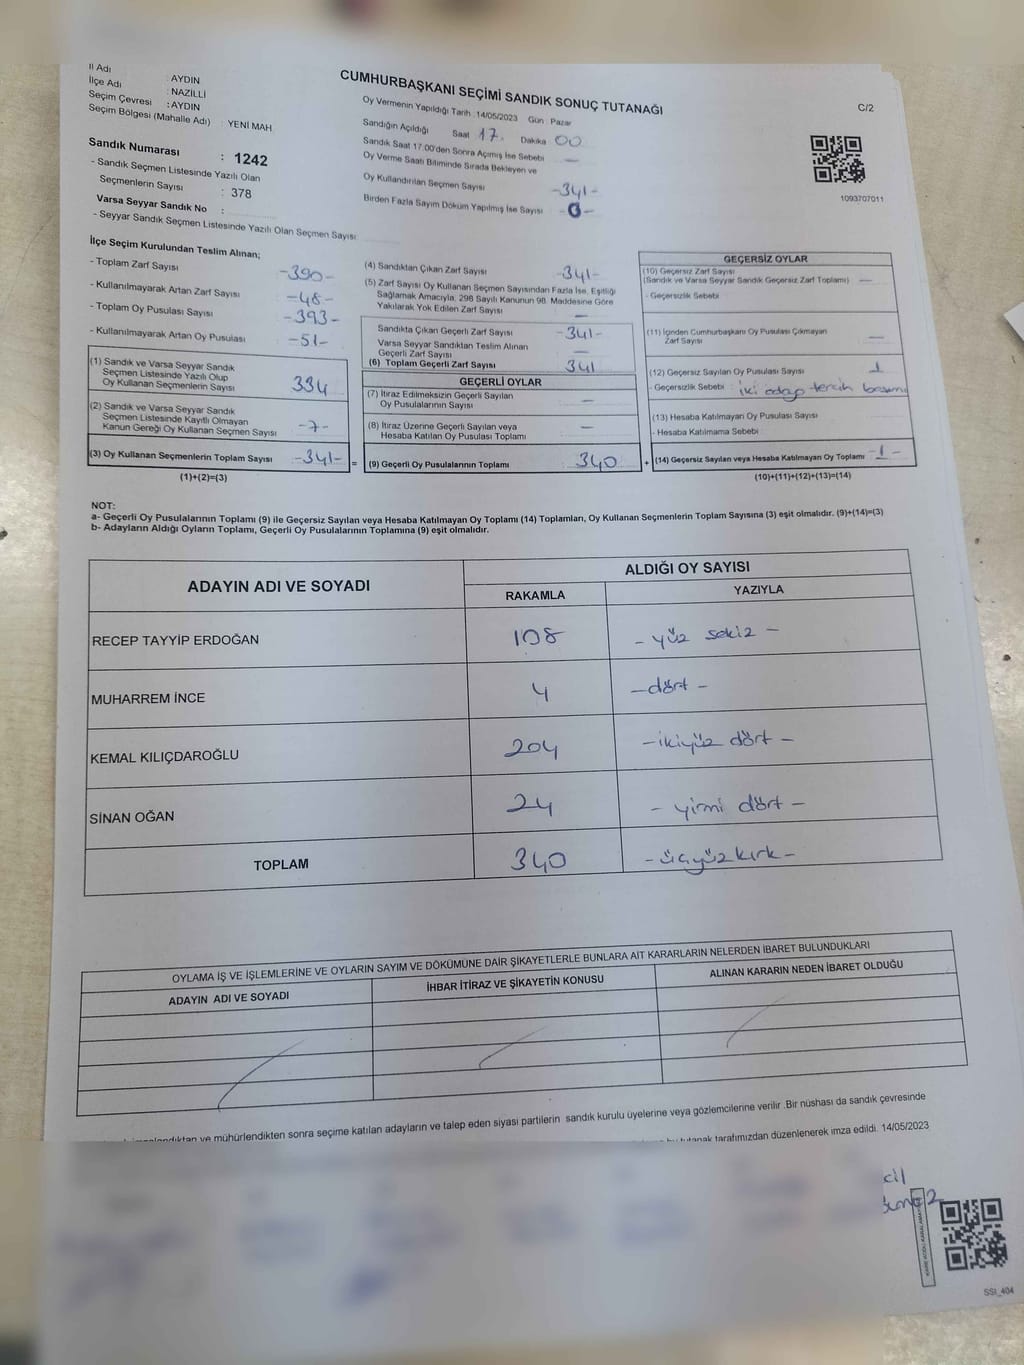 İl Adı
İlçe Adı : AYDIN
Seçim Çevresi : NAZİLLİ
Seçim Bölgesi (Mahalle Adı) : AYDIN
: YENİ MAH
CUMHURBAŞKANI SEÇİMİ SANDIK SONUÇ TUTANAĞI
C/2
Oy Vermenin Yapıldığı Tarih : 14/05/2023 Gün : Pazar
Sandığın Açıldığı Saat 17. Dakika 00
Sandık Saat 17.00'den Sonra Açımış İse Sebebi —
Oy Verme Saati Bitiminde Sırada Bekleyen ve
Oy Kullandırılan Seçmen Sayısı -341-
Birden Fazla Sayım Döküm Yapılmış İse Sayısı -0-
1093707011
Sandık Numarası : 1242
- Sandık Seçmen Listesinde Yazılı Olan
Seçmenlerin Sayısı : 378
Varsa Seyyar Sandık No :
- Seyyar Sandık Seçmen Listesinde Yazılı Olan Seçmen Sayısı
İlçe Seçim Kurulundan Teslim Alınan;
- Toplam Zarf Sayısı -390-
- Kullanılmayarak Artan Zarf Sayısı -48-
- Toplam Oy Pusulası Sayısı -393-
- Kullanılmayarak Artan Oy Pusulası -51-
(1) Sandık ve Varsa Seyyar Sandık
Seçmen Listesinde Yazılı Olup
Oy Kullanan Seçmenlerin Sayısı 334
(2) Sandık ve Varsa Seyyar Sandık
Seçmen Listesinde Kayıtlı Olmayan
Kanun Gereği Oy Kullanan Seçmen Sayısı -7-
(3) Oy Kullanan Seçmenlerin Toplam Sayısı -341- =
(1)+(2)=(3)
(4) Sandıktan Çıkan Zarf Sayısı -341-
(5) Zarf Sayısı Oy Kullanan Seçmen Sayısından Fazla İse, Eşitliği
Sağlamak Amacıyla, 298 Sayılı Kanunun 98. Maddesine Göre
Yakılarak Yok Edilen Zarf Sayısı —
Sandıkta Çıkan Geçerli Zarf Sayısı -341-
Varsa Seyyar Sandıktan Teslim Alınan
Geçerli Zarf Sayısı —
(6) Toplam Geçerli Zarf Sayısı 341
GEÇERLİ OYLAR
(7) İtiraz Edilmeksizin Geçerli Sayılan
Oy Pusulalarının Sayısı —
(8) İtiraz Üzerine Geçerli Sayılan veya
Hesaba Katılan Oy Pusulası Toplamı —
(9) Geçerli Oy Pusulalarının Toplamı 340 +
GEÇERSİZ OYLAR
(10) Geçersiz Zarf Sayısı
(Sandık ve Varsa Seyyar Sandık Geçersiz Zarf Toplamı) —
- Geçersizlik Sebebi
(11) İçinden Cumhurbaşkanı Oy Pusulası Çıkmayan
Zarf Sayısı —
(12) Geçersiz Sayılan Oy Pusulası Sayısı 1
- Geçersizlik Sebebi : iki aday tercih
(13) Hesaba Katılmayan Oy Pusulası Sayısı
- Hesaba Katılmama Sebebi
(14) Geçersiz Sayılan veya Hesaba Katılmayan Oy Toplamı -1-
(10)+(11)+(12)+(13)=(14)
NOT:
a- Geçerli Oy Pusulalarının Toplamı (9) ile Geçersiz Sayılan veya Hesaba Katılmayan Oy Toplamı (14) Toplamları, Oy Kullanan Seçmenlerin Toplam Sayısına (3) eşit olmalıdır. (9)+(14)=(3)
b- Adayların Aldığı Oyların Toplamı, Geçerli Oy Pusulalarının Toplamına (9) eşit olmalıdır.
ADAYIN ADI VE SOYADI
ALDIĞI OY SAYISI
RAKAMLA YAZIYLA
RECEP TAYYİP ERDOĞAN 108 - yüz sekiz -
MUHARREM İNCE 4 -dört -
KEMAL KILIÇDAROĞLU 204 -ikiyüz dört -
SİNAN OĞAN 24 - yirmi dört -
TOPLAM 340 - üçyüzkırk -
OYLAMA İŞ VE İŞLEMLERİNE VE OYLARIN SAYIM VE DÖKÜMÜNE DAİR ŞİKAYETLERLE BUNLARA AİT KARARLARIN NELERDEN İBARET BULUNDUKLARI
ADAYIN ADI VE SOYADI İHBAR İTİRAZ VE ŞİKAYETİN KONUSU ALINAN KARARIN NEDEN İBARET OLDUĞU
ve mühürlendikten sonra seçime katılan adayların ve talep eden siyasi partilerin sandık kurulu üyelerine veya gözlemcilerine verilir .Bir nüshası da sandık çevresinde
bu tutanak tarafımızdan düzenlenerek imza edildi. 14/05/2023
SSI_404